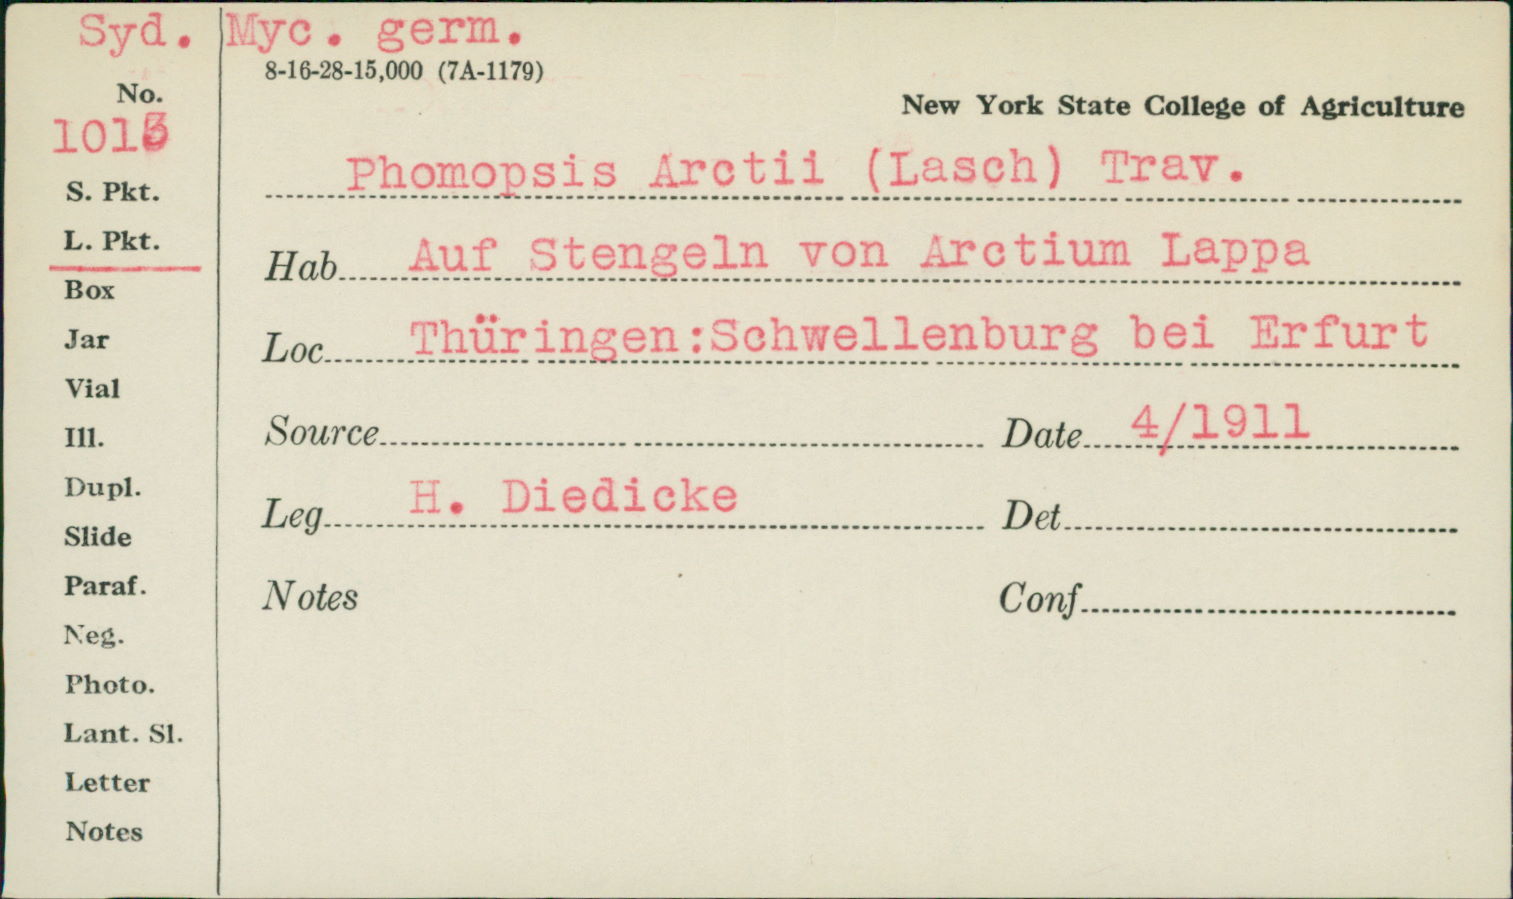 Syd. Myc. germ.
8-16-28-15,000 (7A-1179)
No.
New York State College of Agriculture
Phomopsis Arctii (Lasch) Trav.
S. Pkt.
L. Pkt.
Hab Auf Stengeln von Arctium Lappa
Box
Jar
Loc Thüringen:Schwellenburg bei Erfurt
Vial
Ill.
Source Date 4/1911
Dupl.
Leg H. Diedicke Det
Slide
Paraf.
Notes Conf
Neg.
Photo.
Lant. Sl.
Letter
Notes